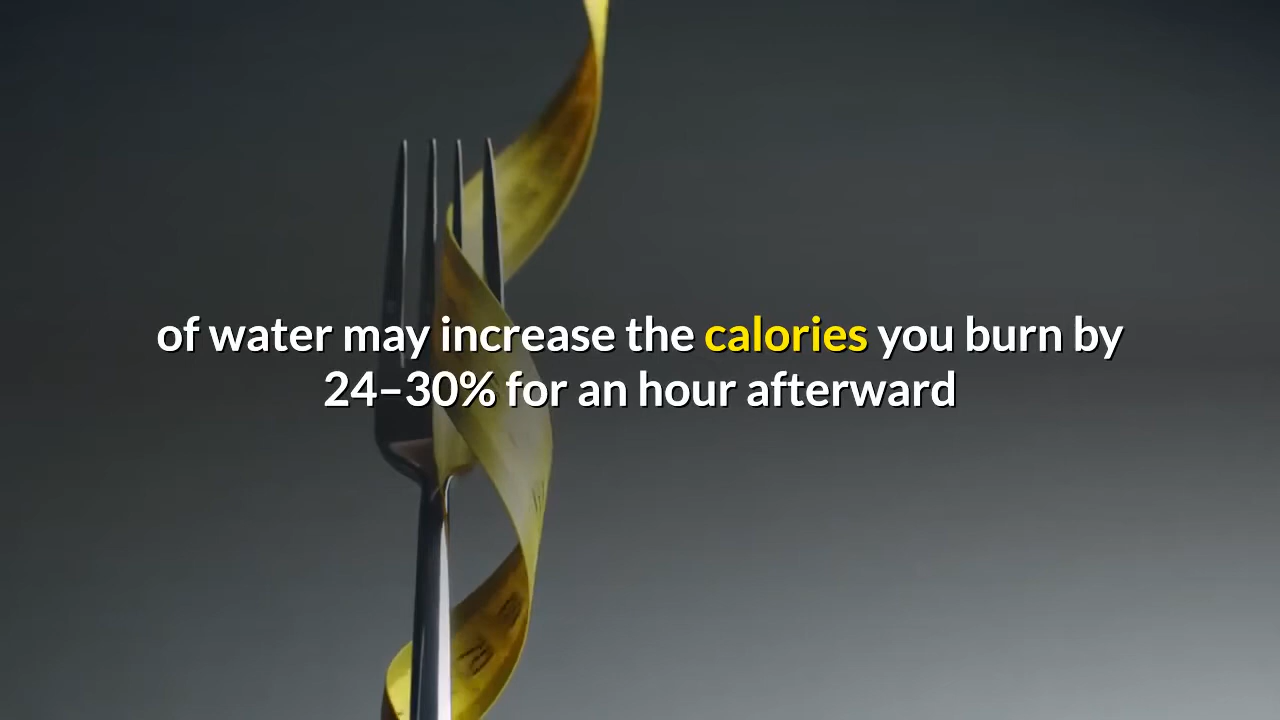 of water may increase the calories you burn by
24–30% for an hour afterward